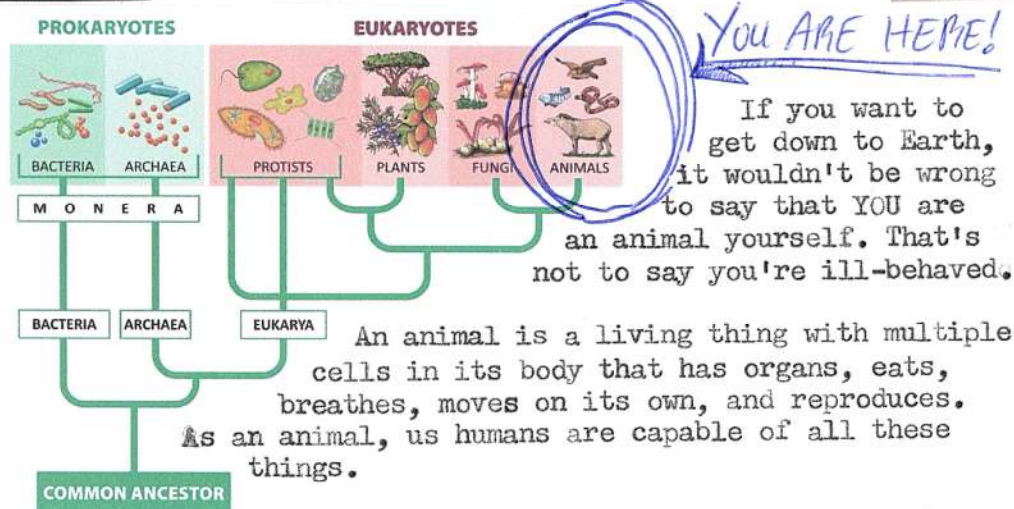 PROKARYOTES
EUKARYOTES
YOU ARE HERE!
BACTERIA
ARCHAEA
PROTISTS
PLANTS
FUNGI
ANIMALS
MONERA
If you want to
get down to Earth,
it wouldn't be wrong
to say that YOU are
an animal yourself. That's
not to say you're ill-behaved.
BACTERIA
ARCHAEA
EUKARYA
An animal is a living thing with multiple
cells in its body that has organs, eats,
breathes, moves on its own, and reproduces.
As an animal, us humans are capable of all these
things.
COMMON ANCESTOR